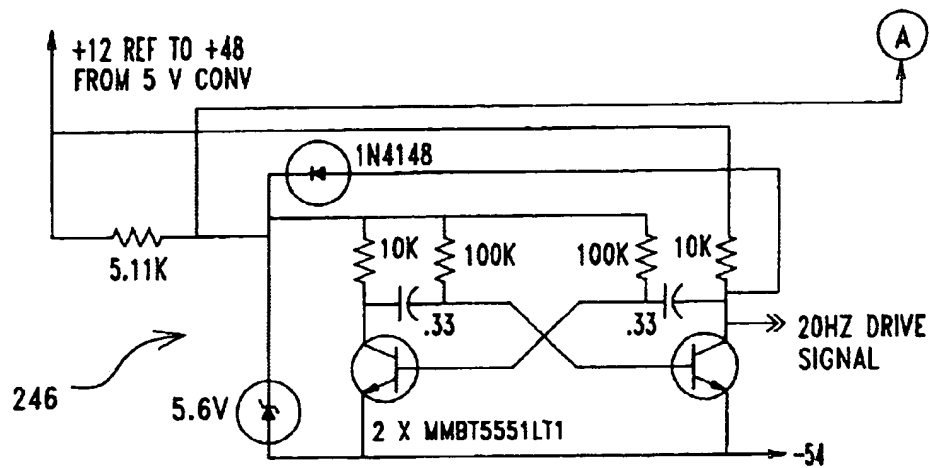 A
+12 REF TO +48
FROM 5 V CONV
1N4148
5.11K
10K
100K
100K
10K
.33
.33
20HZ DRIVE
SIGNAL
246
5.6V
2 X MMBT5551LT1
-54